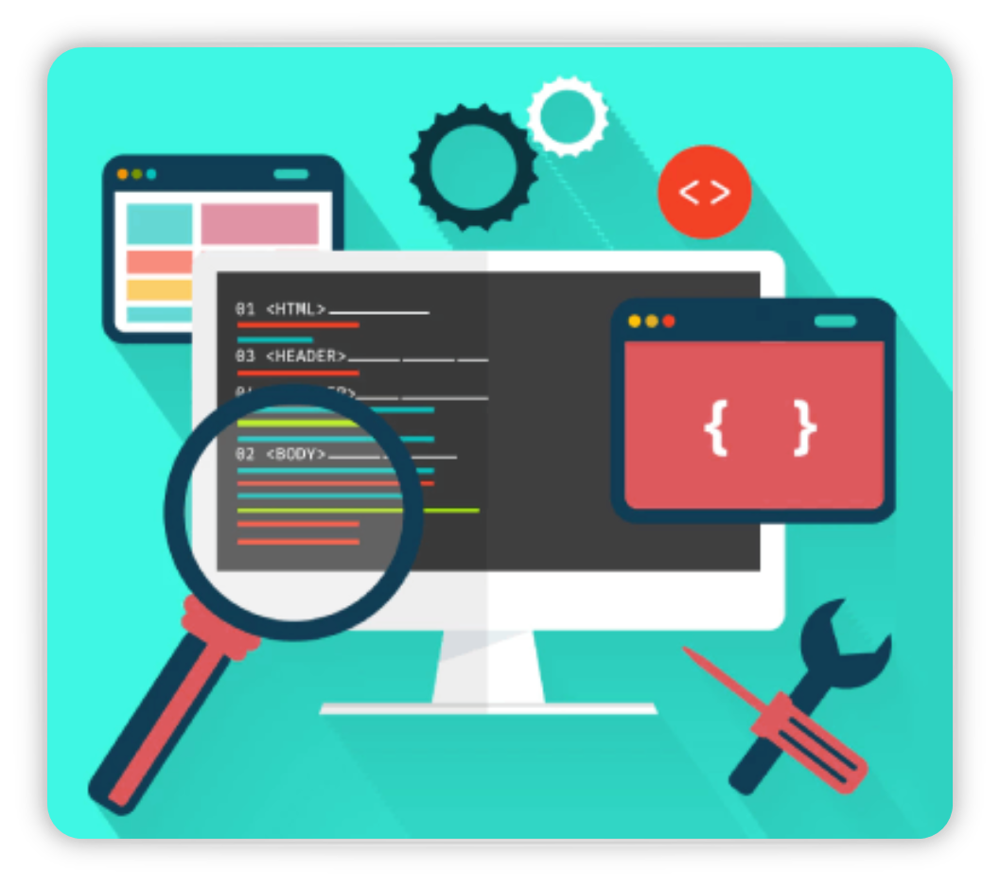 < >
01 <HTML>
03 <HEADER>
02 <BODY>
{ }